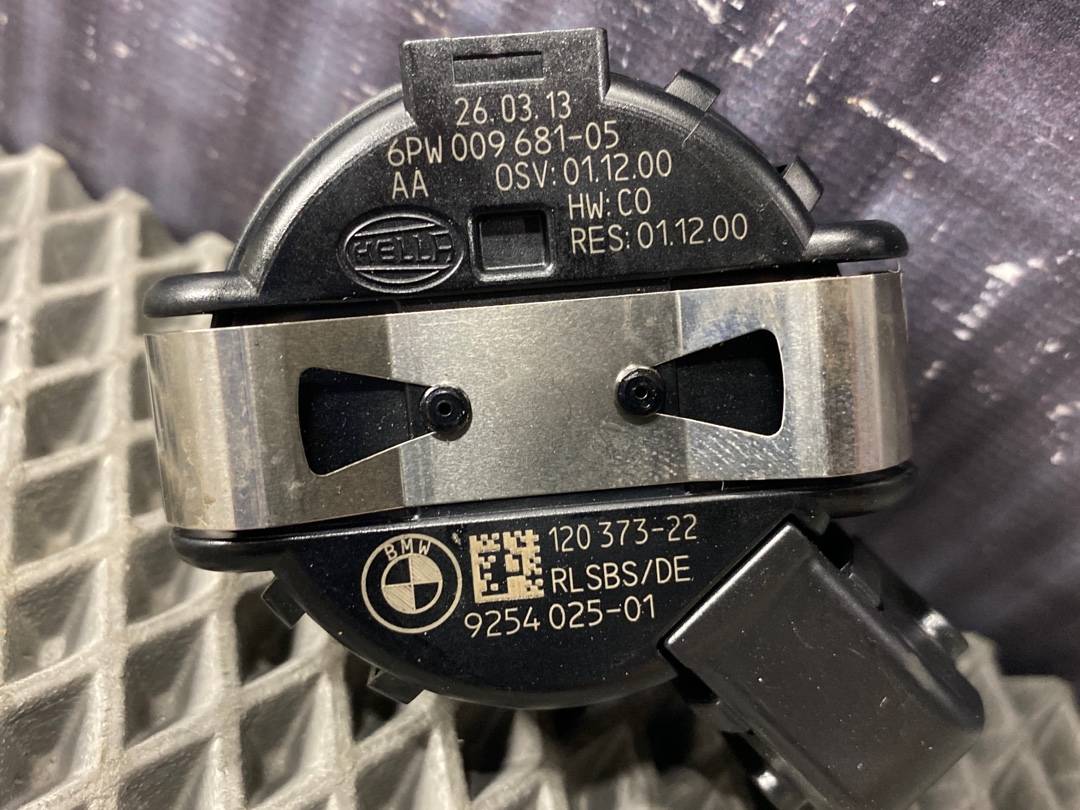 26.03.13
6PW 009 681-05
AA OSV: 01.12.00
HW: C0
RES: 01.12.00
HELLA
BMW
120 373-22
RLSBS/DE
9254 025-01